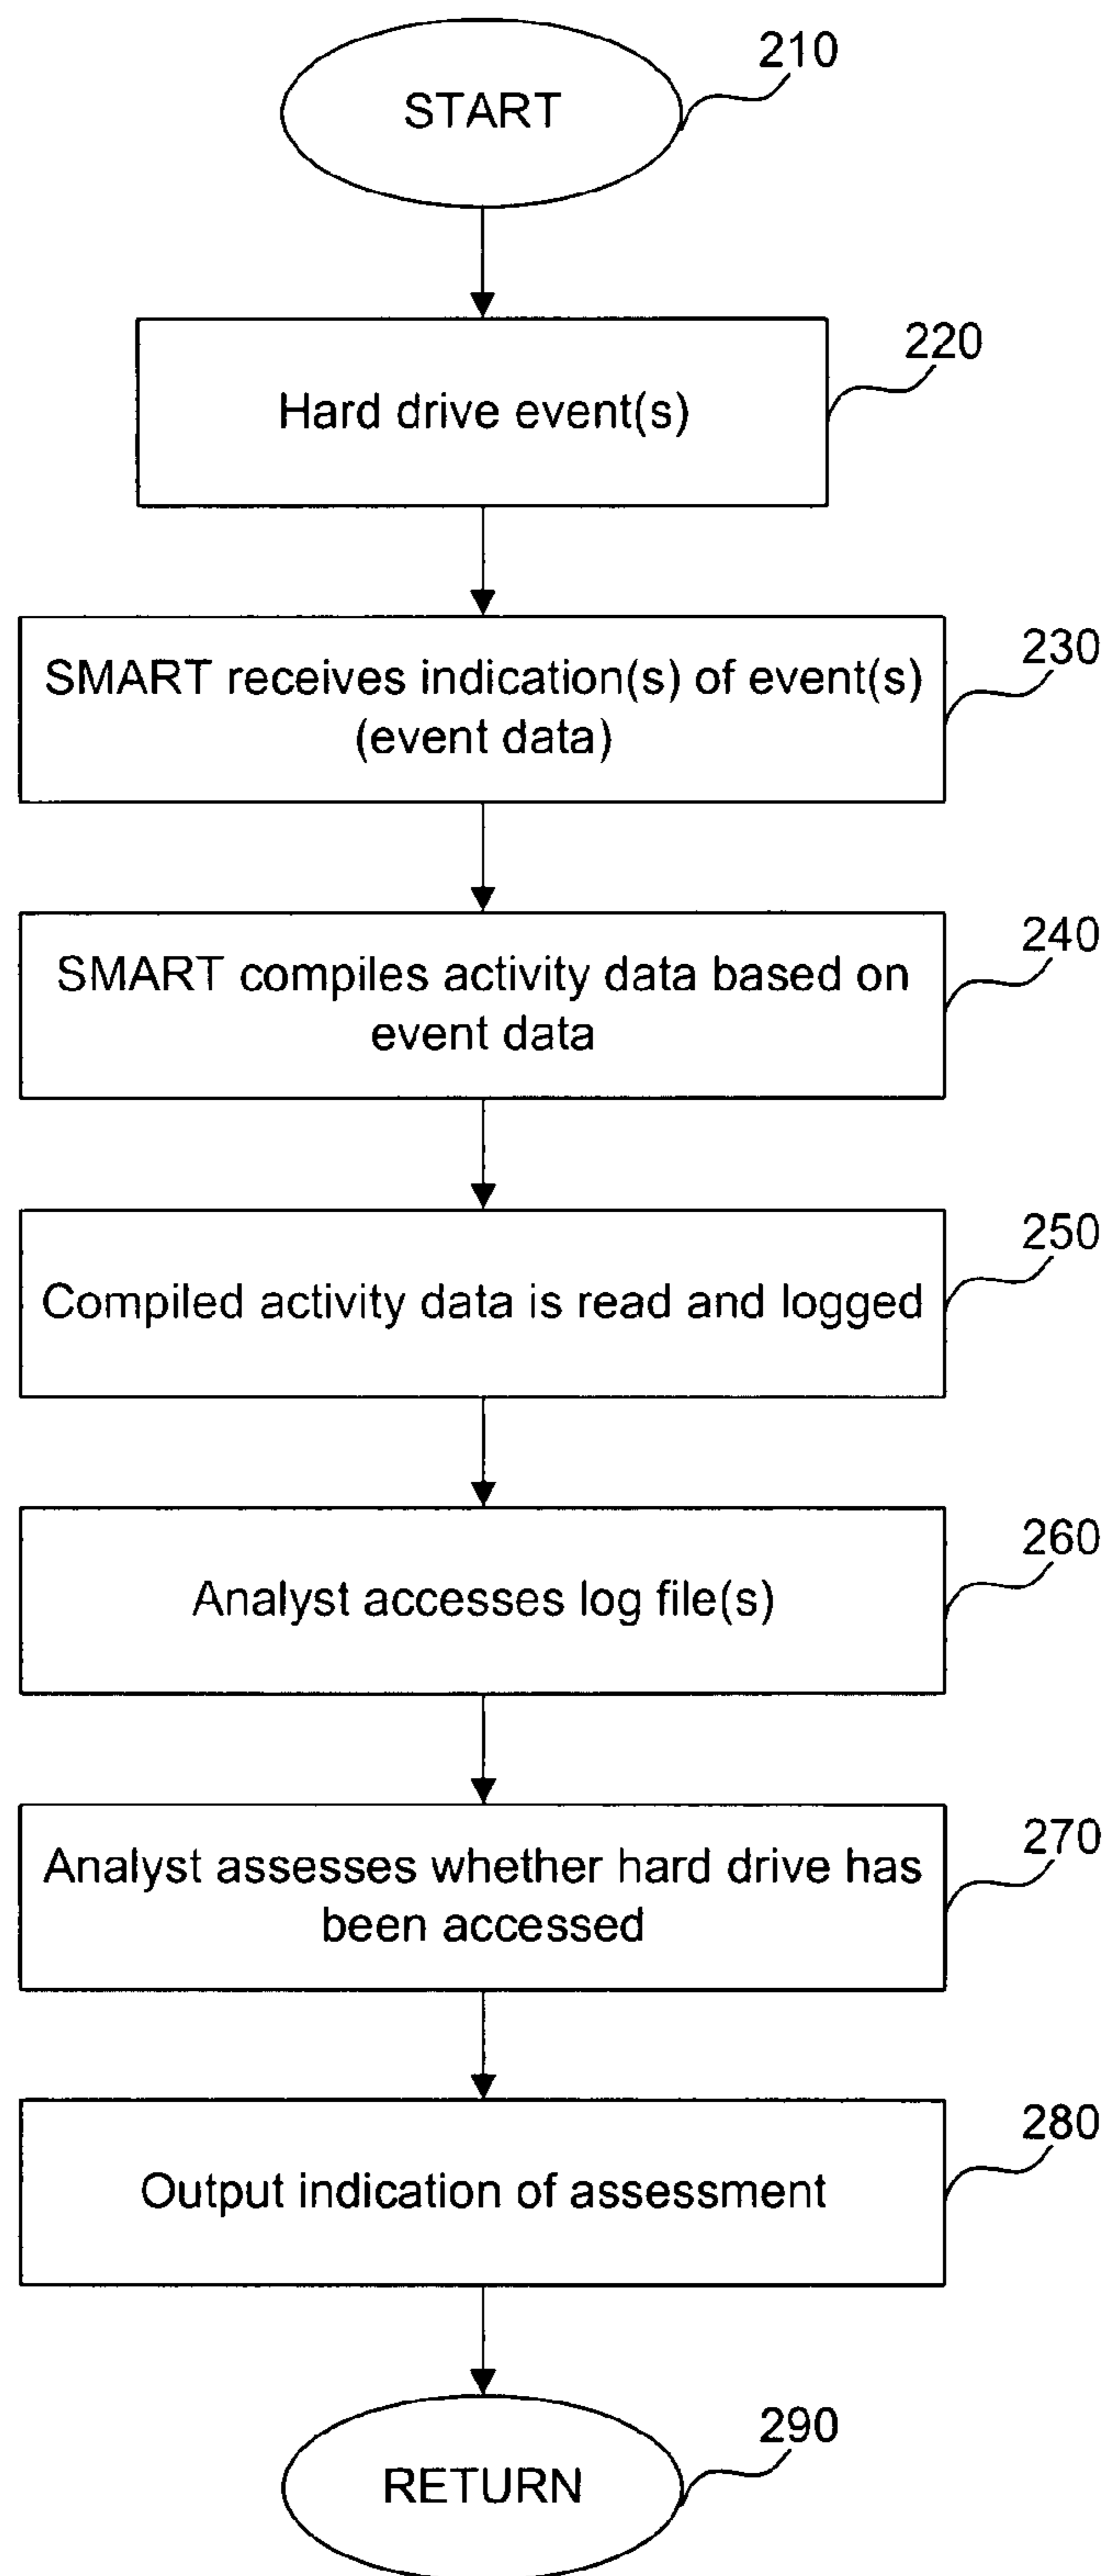 210
START
220
Hard drive event(s)
230
SMART receives indication(s) of event(s)
(event data)
240
SMART compiles activity data based on
event data
250
Compiled activity data is read and logged
260
Analyst accesses log file(s)
270
Analyst assesses whether hard drive has
been accessed
280
Output indication of assessment
290
RETURN